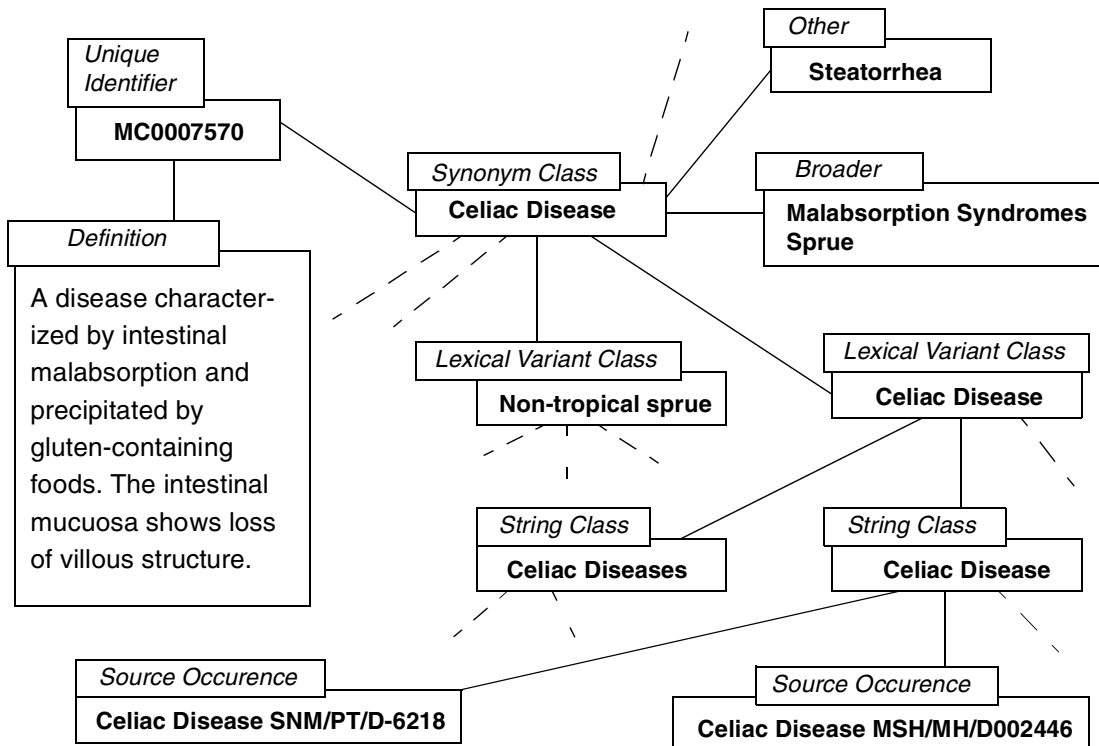 Unique
Identifier
MC0007570
Definition
A disease character-
ized by intestinal
malabsorption and
precipitated by
gluten-containing
foods. The intestinal
mucuosa shows loss
of villous structure.
Other
Steatorrhea
Synonym Class
Celiac Disease
Broader
Malabsorption Syndromes
Sprue
Lexical Variant Class
Non-tropical sprue
Lexical Variant Class
Celiac Disease
String Class
Celiac Diseases
String Class
Celiac Disease
Source Occurence
Celiac Disease SNM/PT/D-6218
Source Occurence
Celiac Disease MSH/MH/D002446